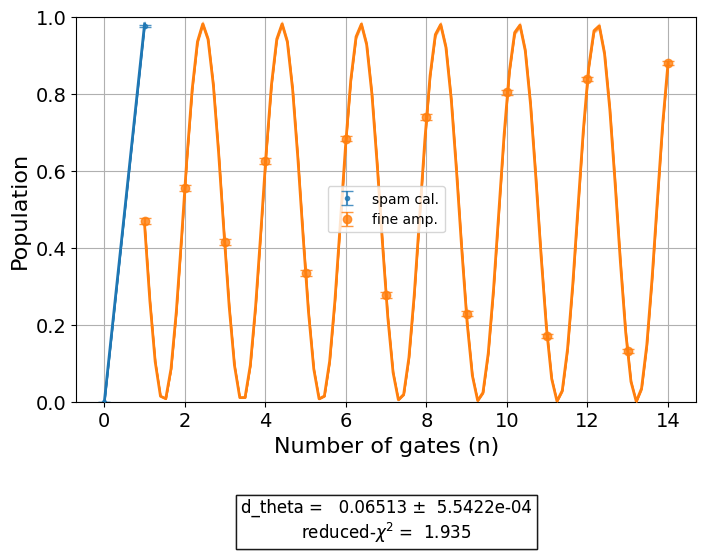 Population
1.0
0.8
0.6
0.4
0.2
0.0
spam cal.
fine amp.
0 2 4 6 8 10 12 14
Number of gates (n)
d_theta = 0.06513 ± 5.5422e-04
reduced-χ² = 1.935